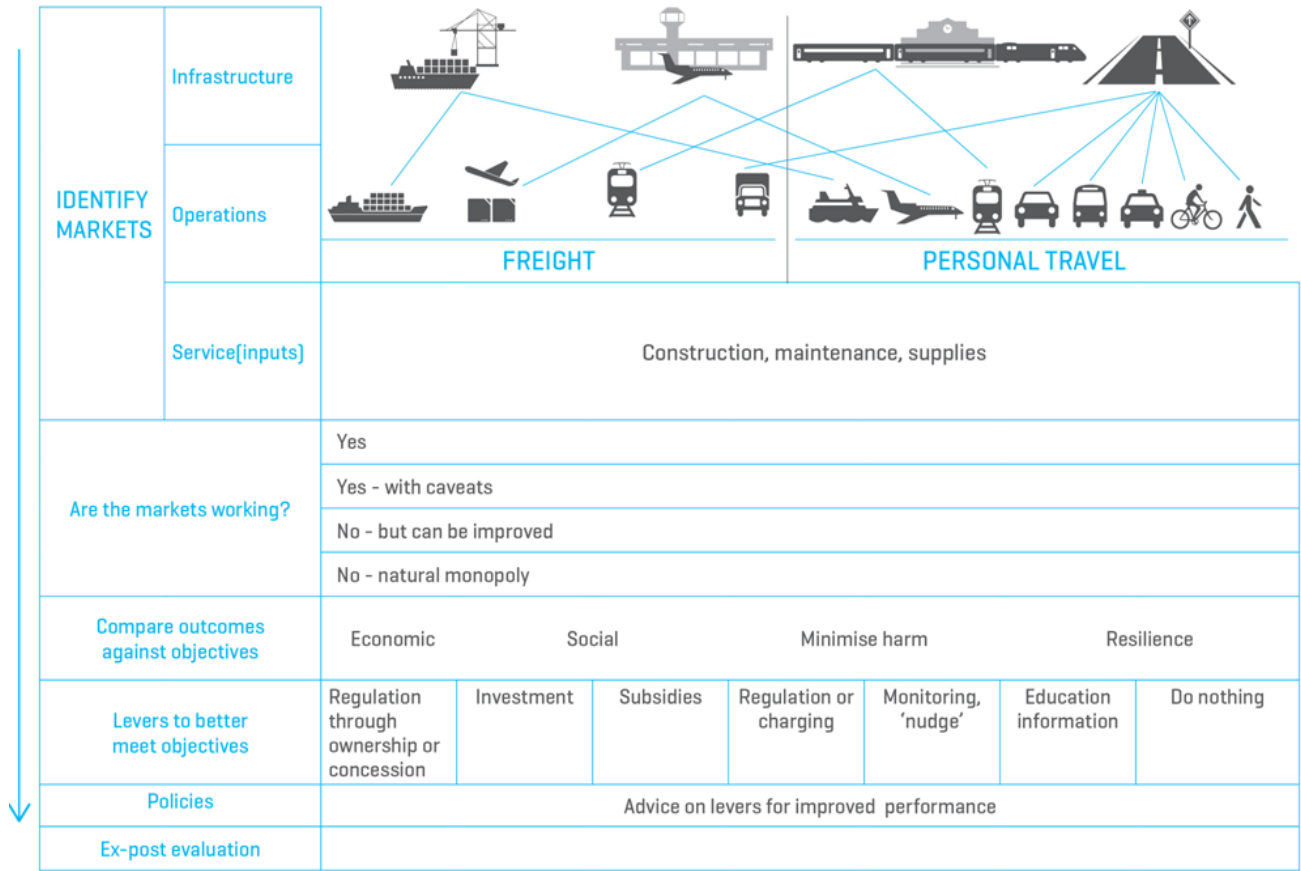 Infrastructure
IDENTIFY
MARKETS
Operations
FREIGHT
PERSONAL TRAVEL
Service(inputs)
Construction, maintenance, supplies
Are the markets working?
Yes
Yes - with caveats
No - but can be improved
No - natural monopoly
Compare outcomes
against objectives
Economic
Social
Minimise harm
Resilience
Levers to better
meet objectives
Regulation
through
ownership or
concession
Investment
Subsidies
Regulation or
charging
Monitoring,
‘nudge’
Education
information
Do nothing
Policies
Advice on levers for improved performance
Ex-post evaluation